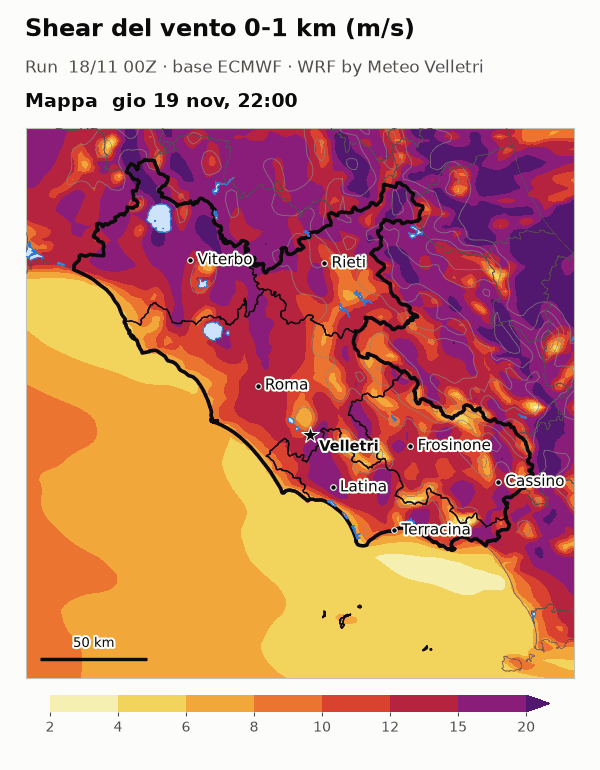 Shear del vento 0-1 km (m/s)
Run  18/11 00Z · base ECMWF · WRF by Meteo Velletri
Mappa  gio 19 nov, 22:00
Viterbo
Rieti
Roma
Velletri
Frosinone
Latina
Cassino
Terracina
50 km
2 4 6 8 10 12 15 20